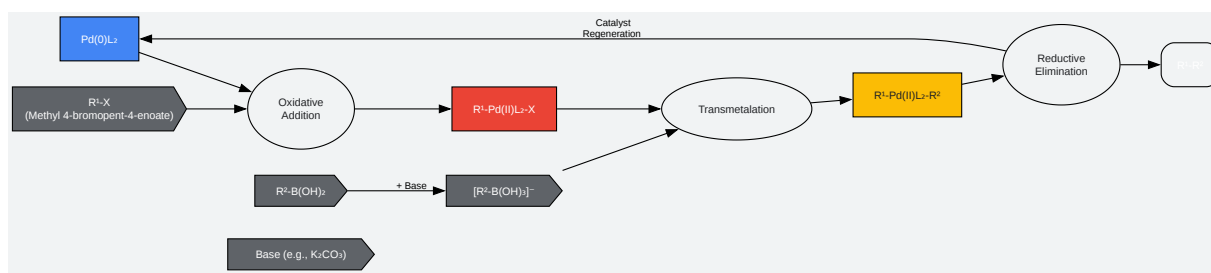 Catalyst
Regeneration
Pd(0)L₂
Reductive
Elimination
R¹-X
(Methyl 4-bromopent-4-enoate)
Oxidative
Addition
R¹-Pd(II)L₂-X
Transmetalation
R¹-Pd(II)L₂-R²
R²-B(OH)₂
+ Base
[R²-B(OH)₃]⁻
Base (e.g., K₂CO₃)